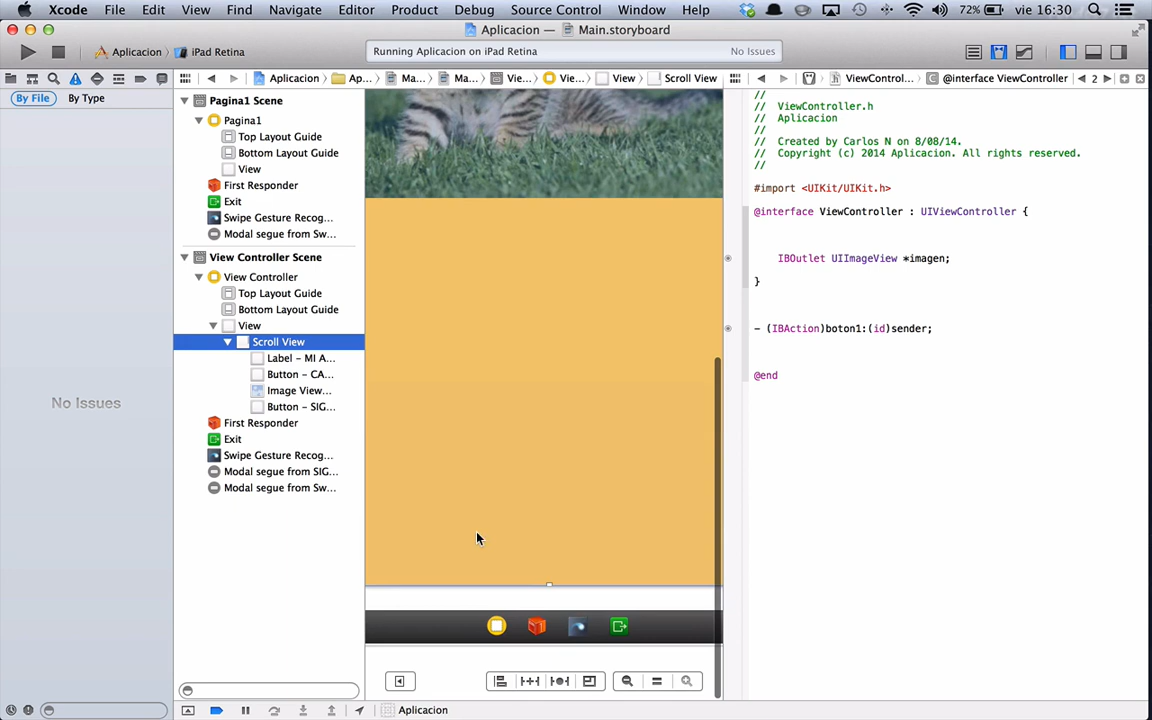 Xcode File Edit View Find Navigate Editor Product Debug Source Control Window Help 72% vie 16:30
Aplicacion — Main.storyboard
Aplicacion iPad Retina Running Aplicacion on iPad Retina No Issues
Aplicacion Ap... Ma... Ma... Vie... Vie... View Scroll View ViewControl... @interface ViewController 2
By File By Type
No Issues
Pagina1 Scene
Pagina1
Top Layout Guide
Bottom Layout Guide
View
First Responder
Exit
Swipe Gesture Recog...
Modal segue from Sw...
View Controller Scene
View Controller
Top Layout Guide
Bottom Layout Guide
View
Scroll View
Label – MI A...
Button – CA...
Image View...
Button – SIG...
First Responder
Exit
Swipe Gesture Recog...
Modal segue from SIG...
Modal segue from Sw...
//
// ViewController.h
// Aplicacion
//
// Created by Carlos N on 8/08/14.
// Copyright (c) 2014 Aplicacion. All rights reserved.
//
#import <UIKit/UIKit.h>
@interface ViewController : UIViewController {
IBOutlet UIImageView *imagen;
}
- (IBAction)boton1:(id)sender;
@end
Aplicacion